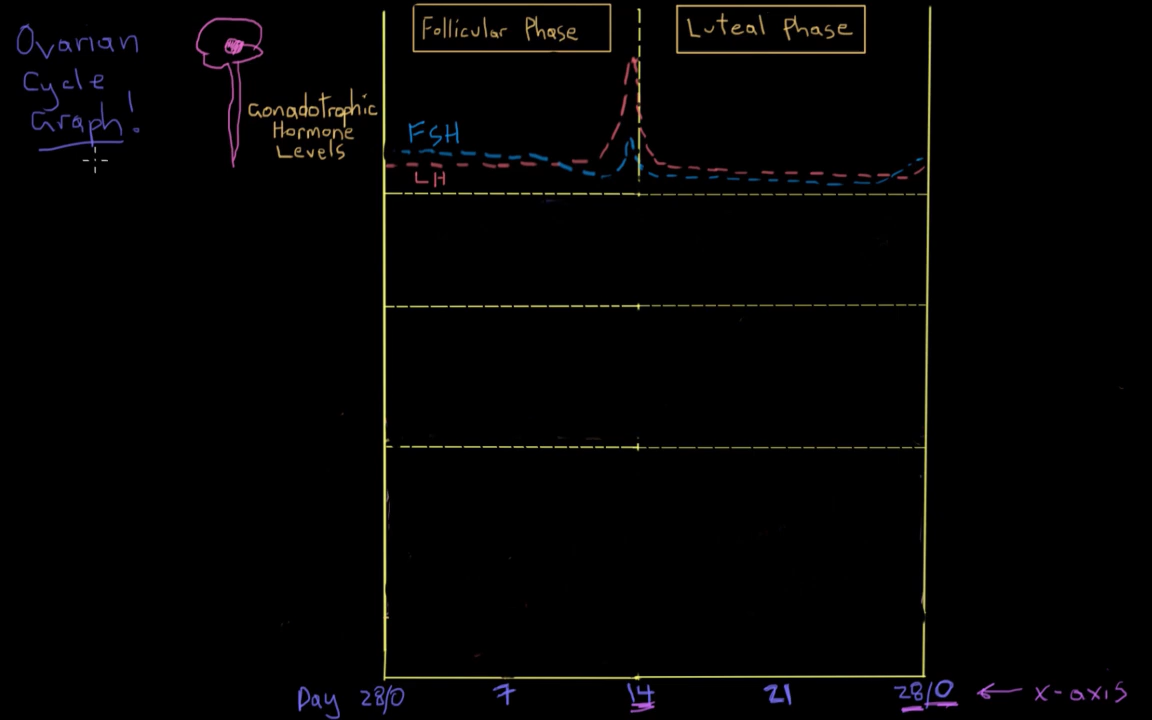 Ovarian
Cycle
Graph!
Follicular Phase
Luteal Phase
Gonadotrophic
Hormone
Levels
FSH
LH
Day 28/0 7 14 21 28/0 ← x-axis